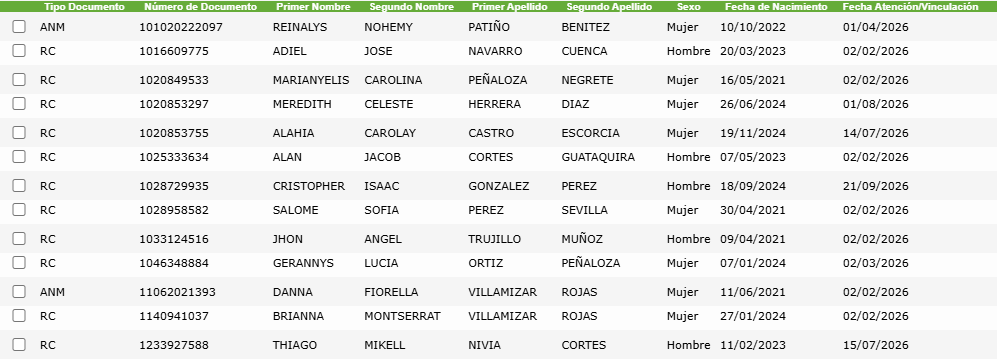 Tipo Documento Número de Documento Primer Nombre Segundo Nombre Primer Apellido Segundo Apellido Sexo Fecha de Nacimiento Fecha Atención/Vinculación
ANM 101020222097 REINALYS NOHEMY PATIÑO BENITEZ Mujer 10/10/2022 01/04/2026
RC 1016609775 ADIEL JOSE NAVARRO CUENCA Hombre 20/03/2023 02/02/2026
RC 1020849533 MARIANYELIS CAROLINA PEÑALOZA NEGRETE Mujer 16/05/2021 02/02/2026
RC 1020853297 MEREDITH CELESTE HERRERA DIAZ Mujer 26/06/2024 01/08/2026
RC 1020853755 ALAHIA CAROLAY CASTRO ESCORCIA Mujer 19/11/2024 14/07/2026
RC 1025333634 ALAN JACOB CORTES GUATAQUIRA Hombre 07/05/2023 02/02/2026
RC 1028729935 CRISTOPHER ISAAC GONZALEZ PEREZ Hombre 18/09/2024 21/09/2026
RC 1028958582 SALOME SOFIA PEREZ SEVILLA Mujer 30/04/2021 02/02/2026
RC 1033124516 JHON ANGEL TRUJILLO MUÑOZ Hombre 09/04/2021 02/02/2026
RC 1046348884 GERANNYS LUCIA ORTIZ PEÑALOZA Mujer 07/01/2024 02/03/2026
ANM 11062021393 DANNA FIORELLA VILLAMIZAR ROJAS Mujer 11/06/2021 02/02/2026
RC 1140941037 BRIANNA MONTSERRAT VILLAMIZAR ROJAS Mujer 27/01/2024 02/02/2026
RC 1233927588 THIAGO MIKELL NIVIA CORTES Hombre 11/02/2023 15/07/2026